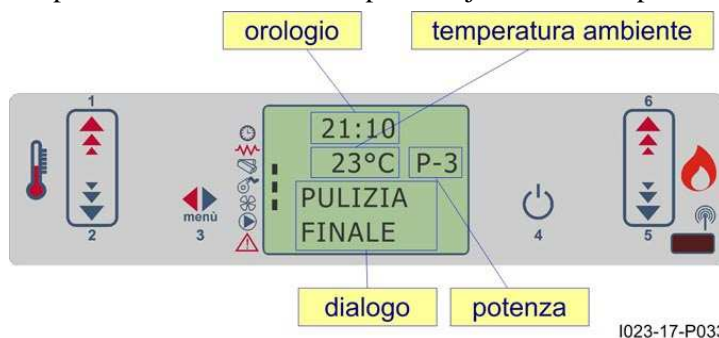 orologio
temperatura ambiente
1
6
21:10
23°C P-3
PULIZIA
FINALE
menù
2
3
4
5
dialogo
potenza
I023-17-P033